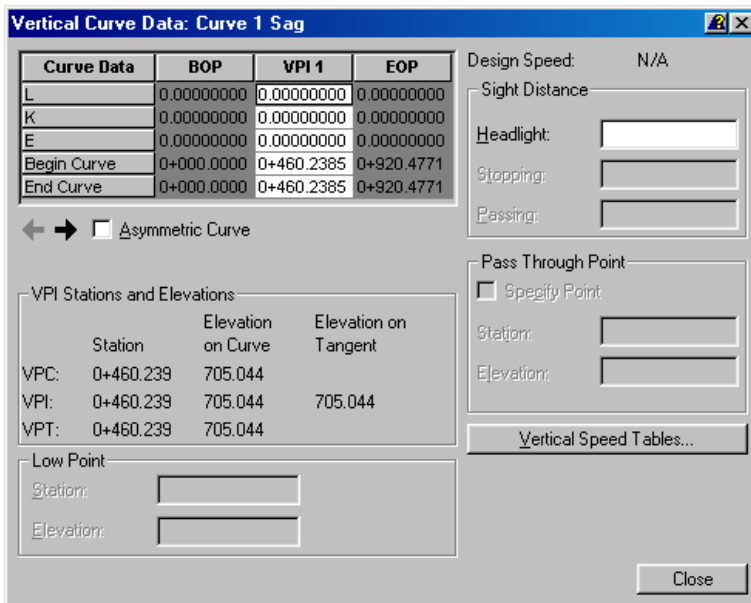 Vertical Curve Data: Curve 1 Sag
Curve Data BOP VPI 1 EOP
L 0.00000000 0.00000000 0.00000000
K 0.00000000 0.00000000 0.00000000
E 0.00000000 0.00000000 0.00000000
Begin Curve 0+000.0000 0+460.2385 0+920.4771
End Curve 0+000.0000 0+460.2385 0+920.4771
Asymmetric Curve
VPI Stations and Elevations
Station Elevation on Curve Elevation on Tangent
VPC: 0+460.239 705.044
VPI: 0+460.239 705.044 705.044
VPT: 0+460.239 705.044
Low Point
Station:
Elevation:
Design Speed: N/A
Sight Distance
Headlight:
Stopping:
Passing:
Pass Through Point
Specify Point
Station:
Elevation:
Vertical Speed Tables...
Close